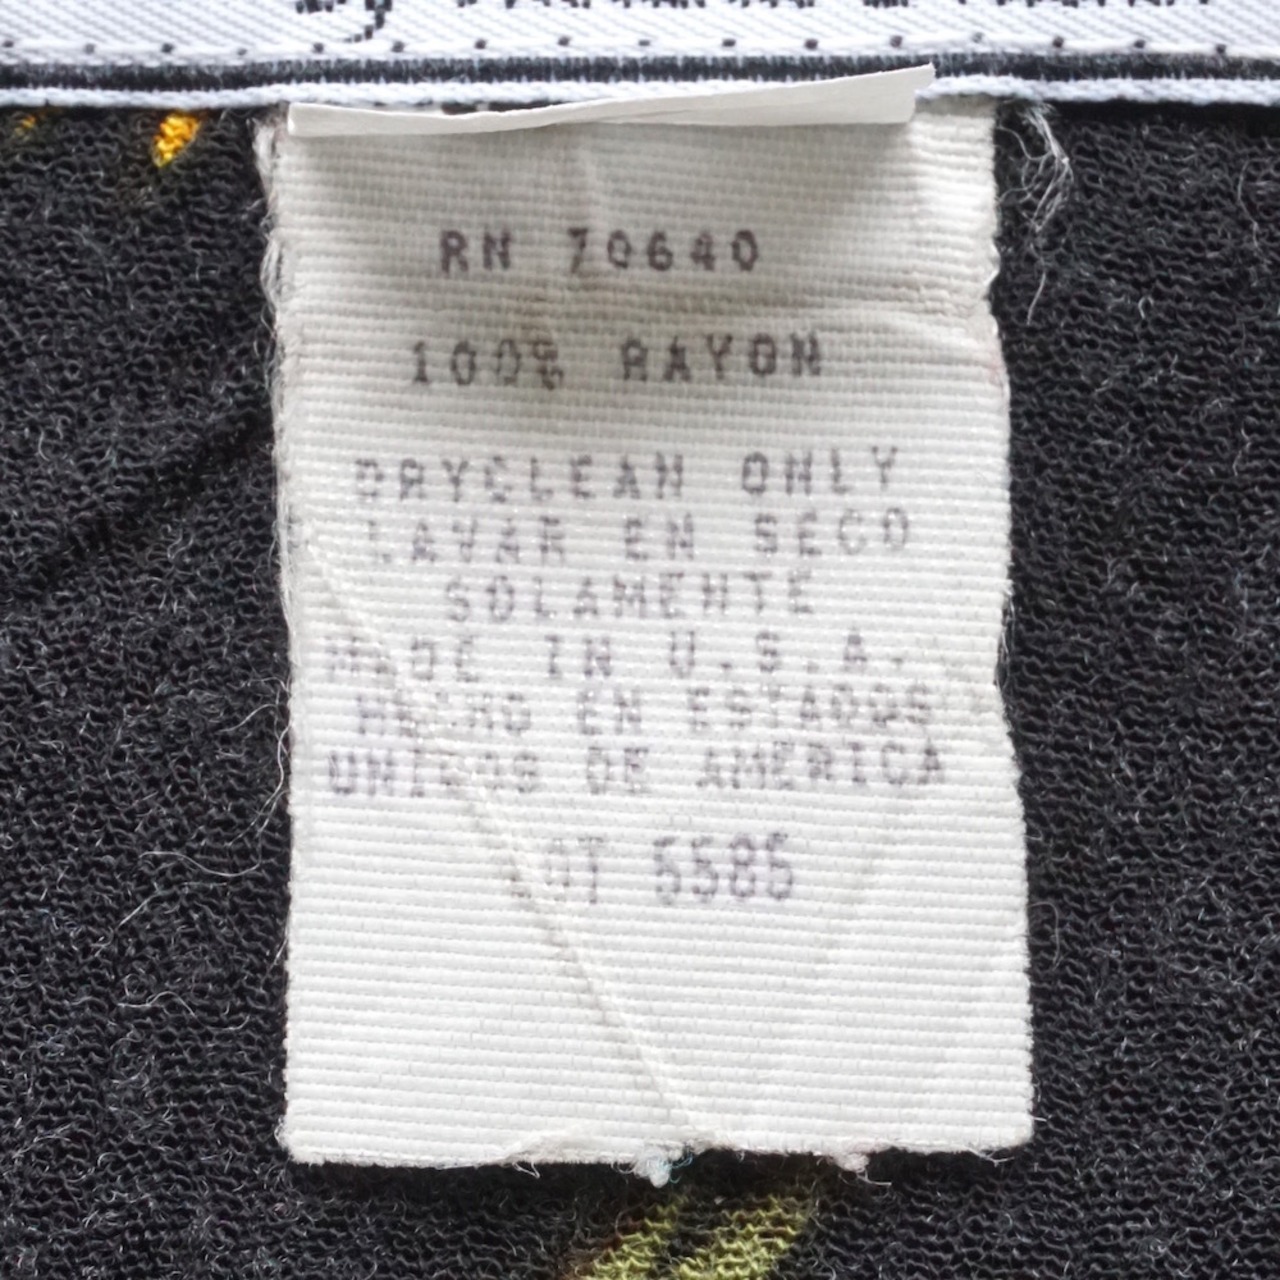 RN 70640
100% RAYON
DRYCLEAN ONLY
LAVAR EN SECO
SOLAMENTE
MADE IN U.S.A.
HECHO EN ESTADOS
UNIDOS DE AMERICA
LOT 5585